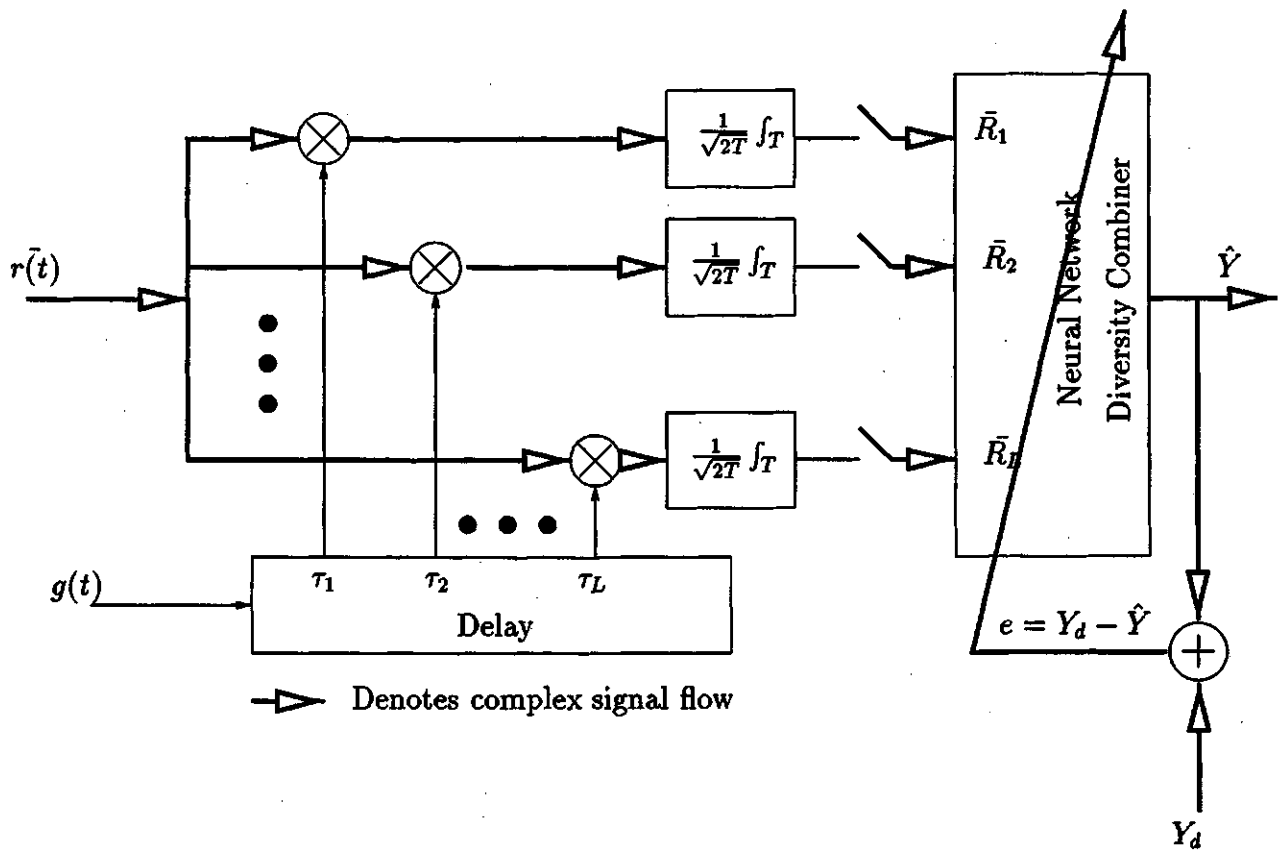 r(t)̄
1/√2T ∫T
R̄1
1/√2T ∫T
R̄2
1/√2T ∫T
R̄L
Neural Network
Diversity Combiner
Ŷ
g(t)
τ1 τ2 τL
Delay
e = Yd − Ŷ
Denotes complex signal flow
Yd